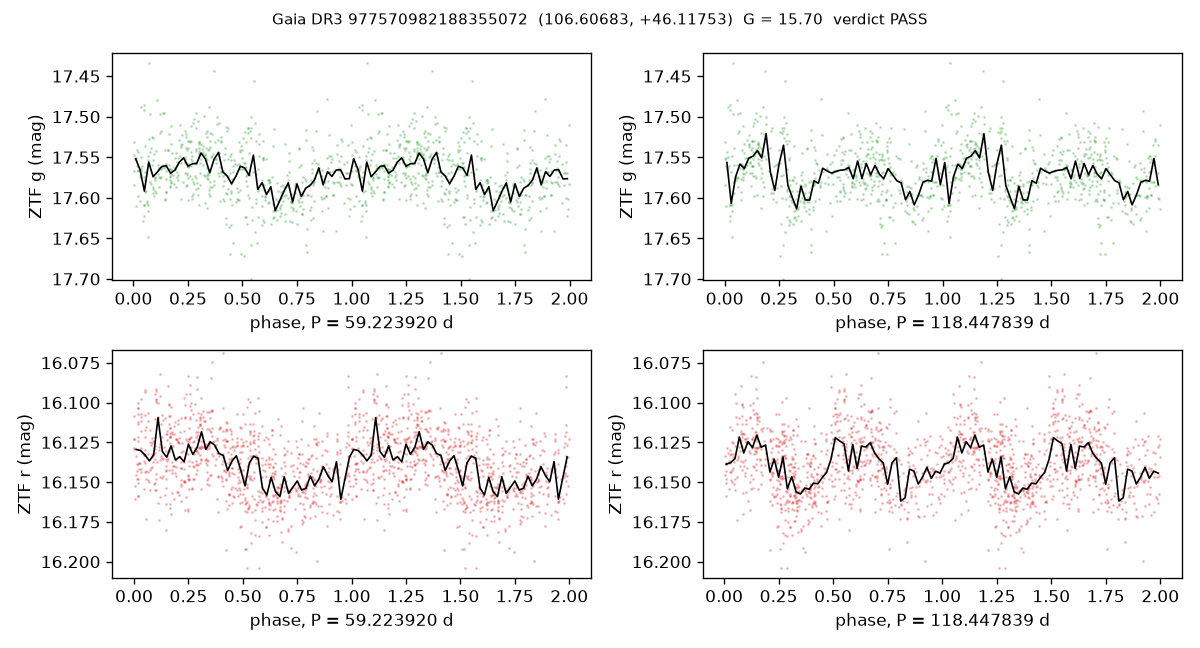 Gaia DR3 977570982188355072 (106.60683, +46.11753) G = 15.70 verdict PASS
ZTF g (mag)
17.45
17.50
17.55
17.60
17.65
17.70
0.00 0.25 0.50 0.75 1.00 1.25 1.50 1.75 2.00
phase, P = 59.223920 d
ZTF g (mag)
17.45
17.50
17.55
17.60
17.65
17.70
0.00 0.25 0.50 0.75 1.00 1.25 1.50 1.75 2.00
phase, P = 118.447839 d
ZTF r (mag)
16.075
16.100
16.125
16.150
16.175
16.200
0.00 0.25 0.50 0.75 1.00 1.25 1.50 1.75 2.00
phase, P = 59.223920 d
ZTF r (mag)
16.075
16.100
16.125
16.150
16.175
16.200
0.00 0.25 0.50 0.75 1.00 1.25 1.50 1.75 2.00
phase, P = 118.447839 d